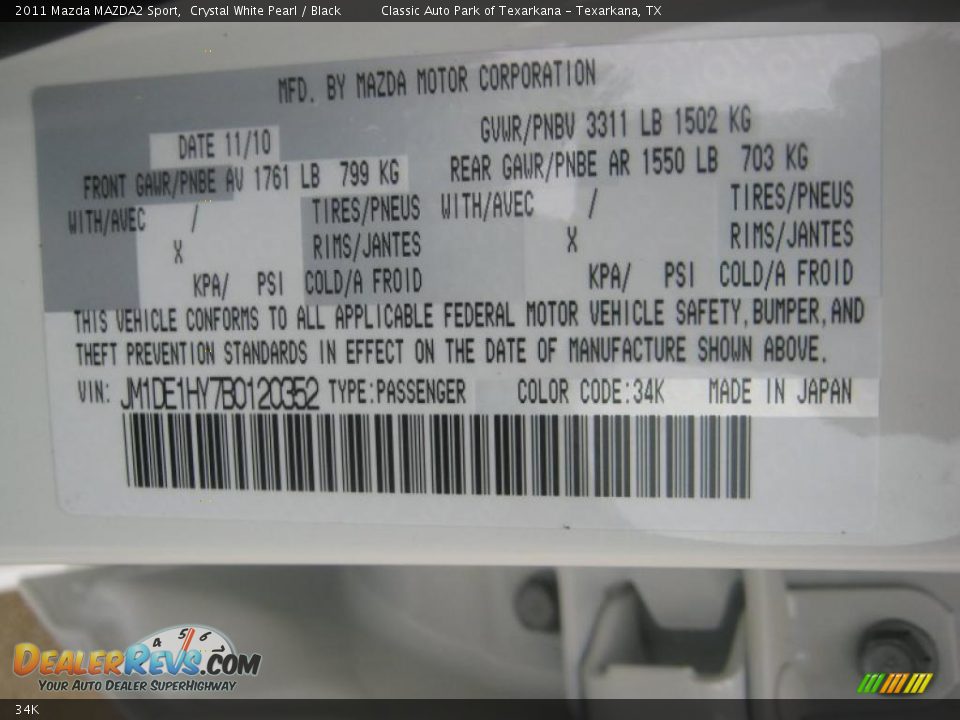 2011 Mazda MAZDA2 Sport,  Crystal White Pearl / Black    Classic Auto Park of Texarkana - Texarkana, TX
MFD. BY MAZDA MOTOR CORPORATION
DATE 11/10    GVWR/PNBV 3311 LB 1502 KG
FRONT GAWR/PNBE AV 1761 LB  799 KG    REAR GAWR/PNBE AR 1550 LB  703 KG
WITH/AVEC    /    TIRES/PNEUS  WITH/AVEC    /    TIRES/PNEUS
X    RIMS/JANTES    X    RIMS/JANTES
KPA/  PSI  COLD/A FROID    KPA/  PSI  COLD/A FROID
THIS VEHICLE CONFORMS TO ALL APPLICABLE FEDERAL MOTOR VEHICLE SAFETY, BUMPER, AND
THEFT PREVENTION STANDARDS IN EFFECT ON THE DATE OF MANUFACTURE SHOWN ABOVE.
VIN: JM1DE1HY7B0120352 TYPE:PASSENGER    COLOR CODE:34K    MADE IN JAPAN
4 5 6
DEALERREVS.COM
YOUR AUTO DEALER SUPERHIGHWAY
34K